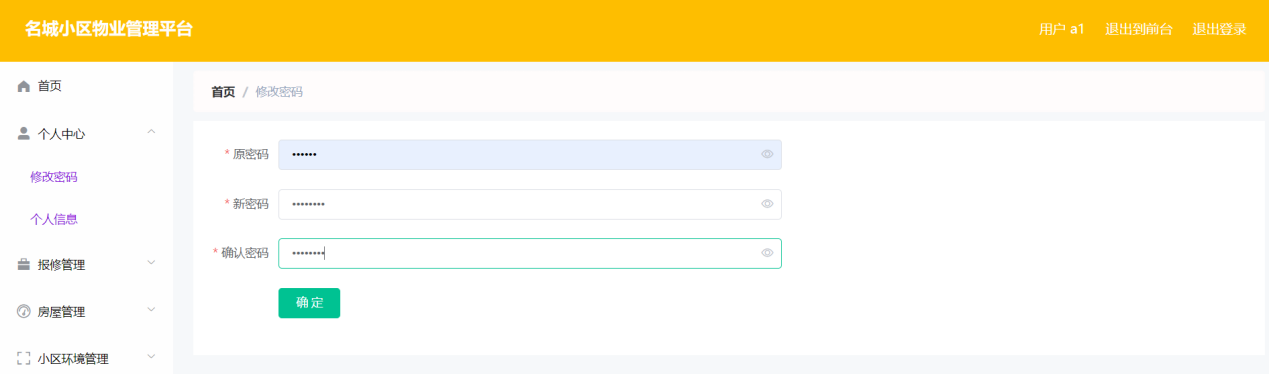 名城小区物业管理平台
用户 a1 退出到前台 退出登录
首页
个人中心
修改密码
个人信息
报修管理
房屋管理
小区环境管理
首页 / 修改密码
* 原密码 ••••••
* 新密码 ••••••••
* 确认密码 ••••••••
确 定